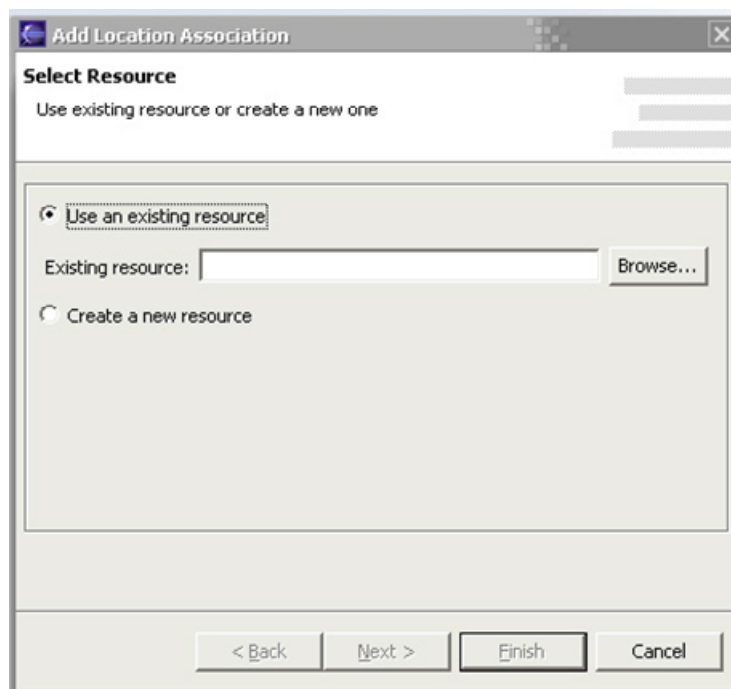 Add Location Association
Select Resource
Use existing resource or create a new one
Use an existing resource
Existing resource: Browse...
Create a new resource
< Back Next > Finish Cancel